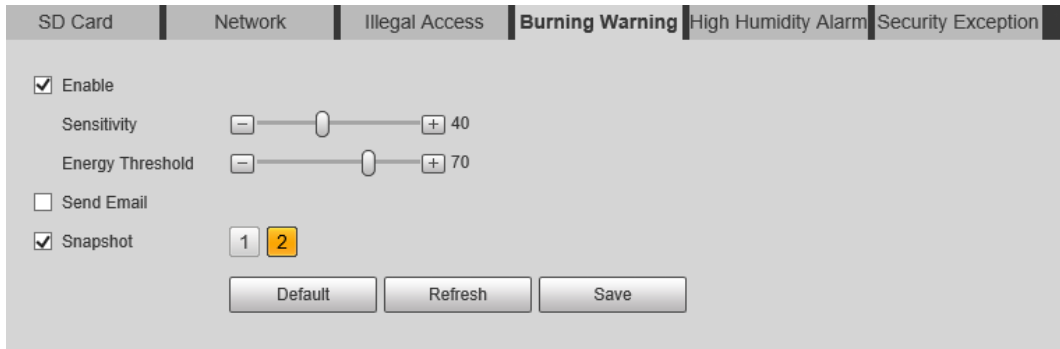 SD Card Network Illegal Access Burning Warning High Humidity Alarm Security Exception
Enable
Sensitivity 40
Energy Threshold 70
Send Email
Snapshot 1 2
Default Refresh Save